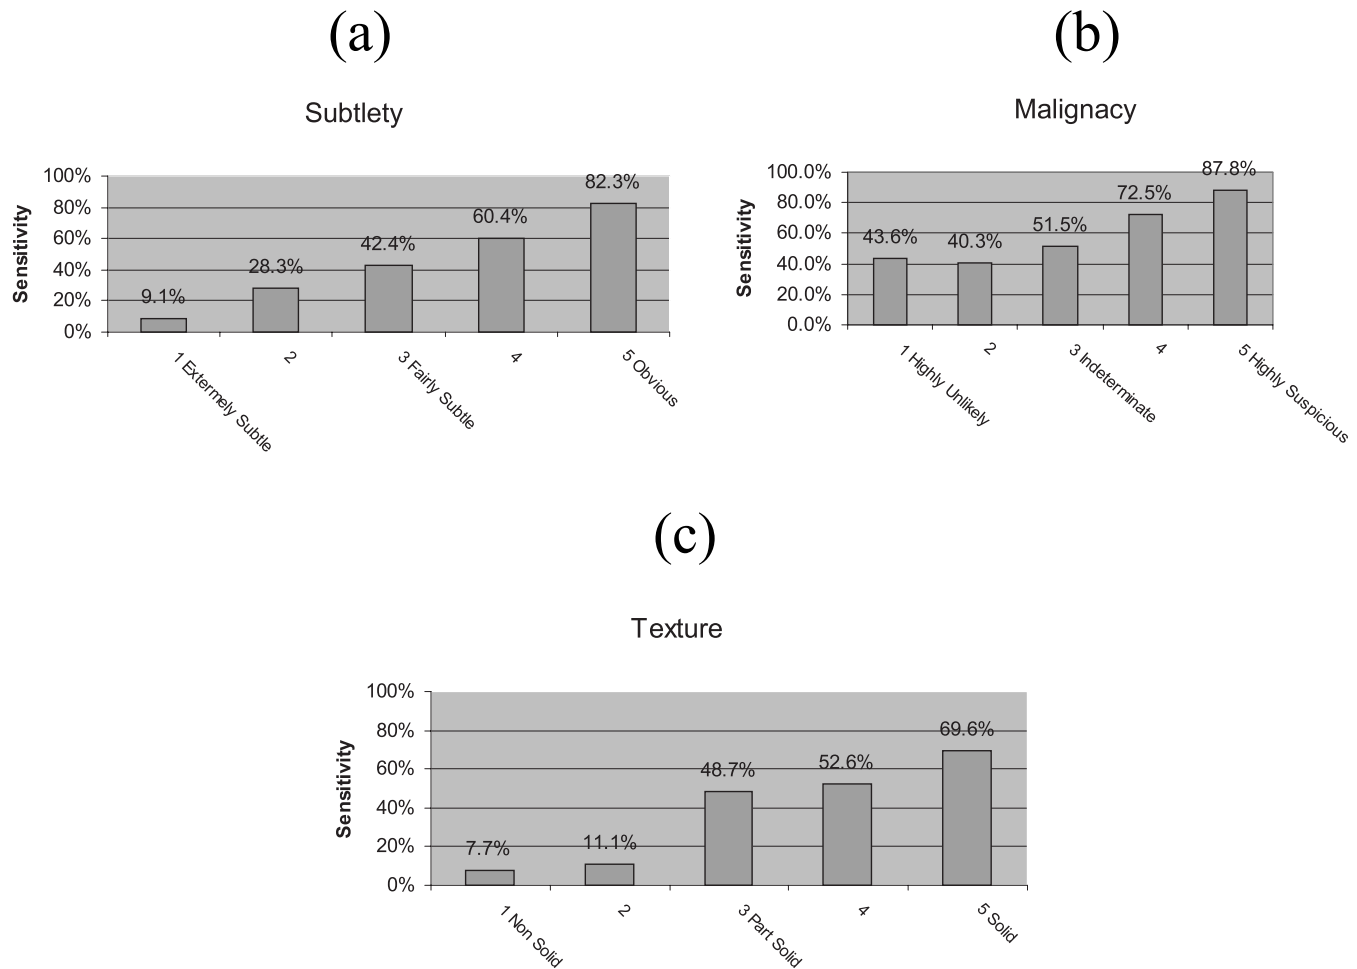 (a)
Subtlety
Sensitivity
100%
80%
60%
40%
20%
0%
9.1%
28.3%
42.4%
60.4%
82.3%
1 Extermely Subtle
2
3 Fairly Subtle
4
5 Obvious
(b)
Malignacy
Sensitivity
100.0%
80.0%
60.0%
40.0%
20.0%
0.0%
43.6%
40.3%
51.5%
72.5%
87.8%
1 Highly Unlikely
2
3 Indeterminate
4
5 Highly Suspicious
(c)
Texture
Sensitivity
100%
80%
60%
40%
20%
0%
7.7%
11.1%
48.7%
52.6%
69.6%
1 Non Solid
2
3 Part Solid
4
5 Solid